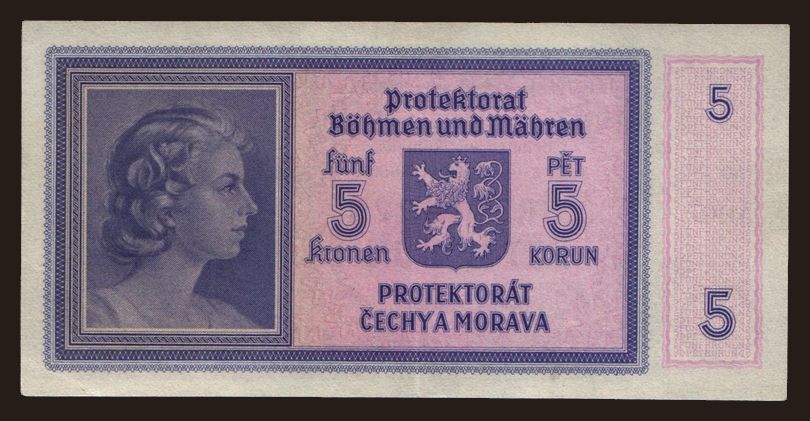 Protektorat
Böhmen und Mähren
fünf
5
Kronen
PĚT
5
KORUN
PROTEKTORÁT
ČECHY A MORAVA
5
5